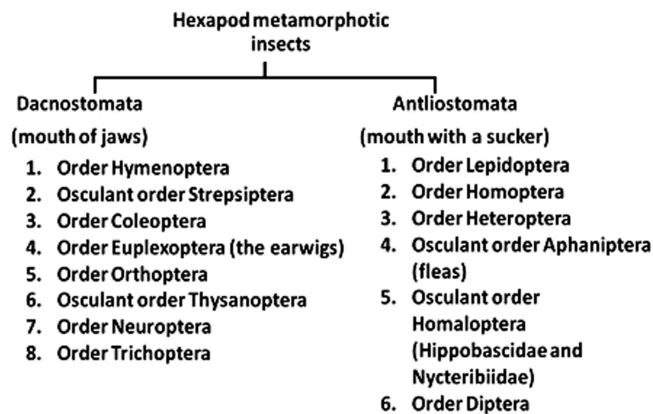 Hexapod metamorphotic
insects
Dacnostomata
(mouth of jaws)
1. Order Hymenoptera
2. Osculant order Strepsiptera
3. Order Coleoptera
4. Order Euplexoptera (the earwigs)
5. Order Orthoptera
6. Osculant order Thysanoptera
7. Order Neuroptera
8. Order Trichoptera
Antliostomata
(mouth with a sucker)
1. Order Lepidoptera
2. Order Homoptera
3. Order Heteroptera
4. Osculant order Aphaniptera
(fleas)
5. Osculant order
Homaloptera
(Hippobascidae and
Nycteribiidae)
6. Order Diptera